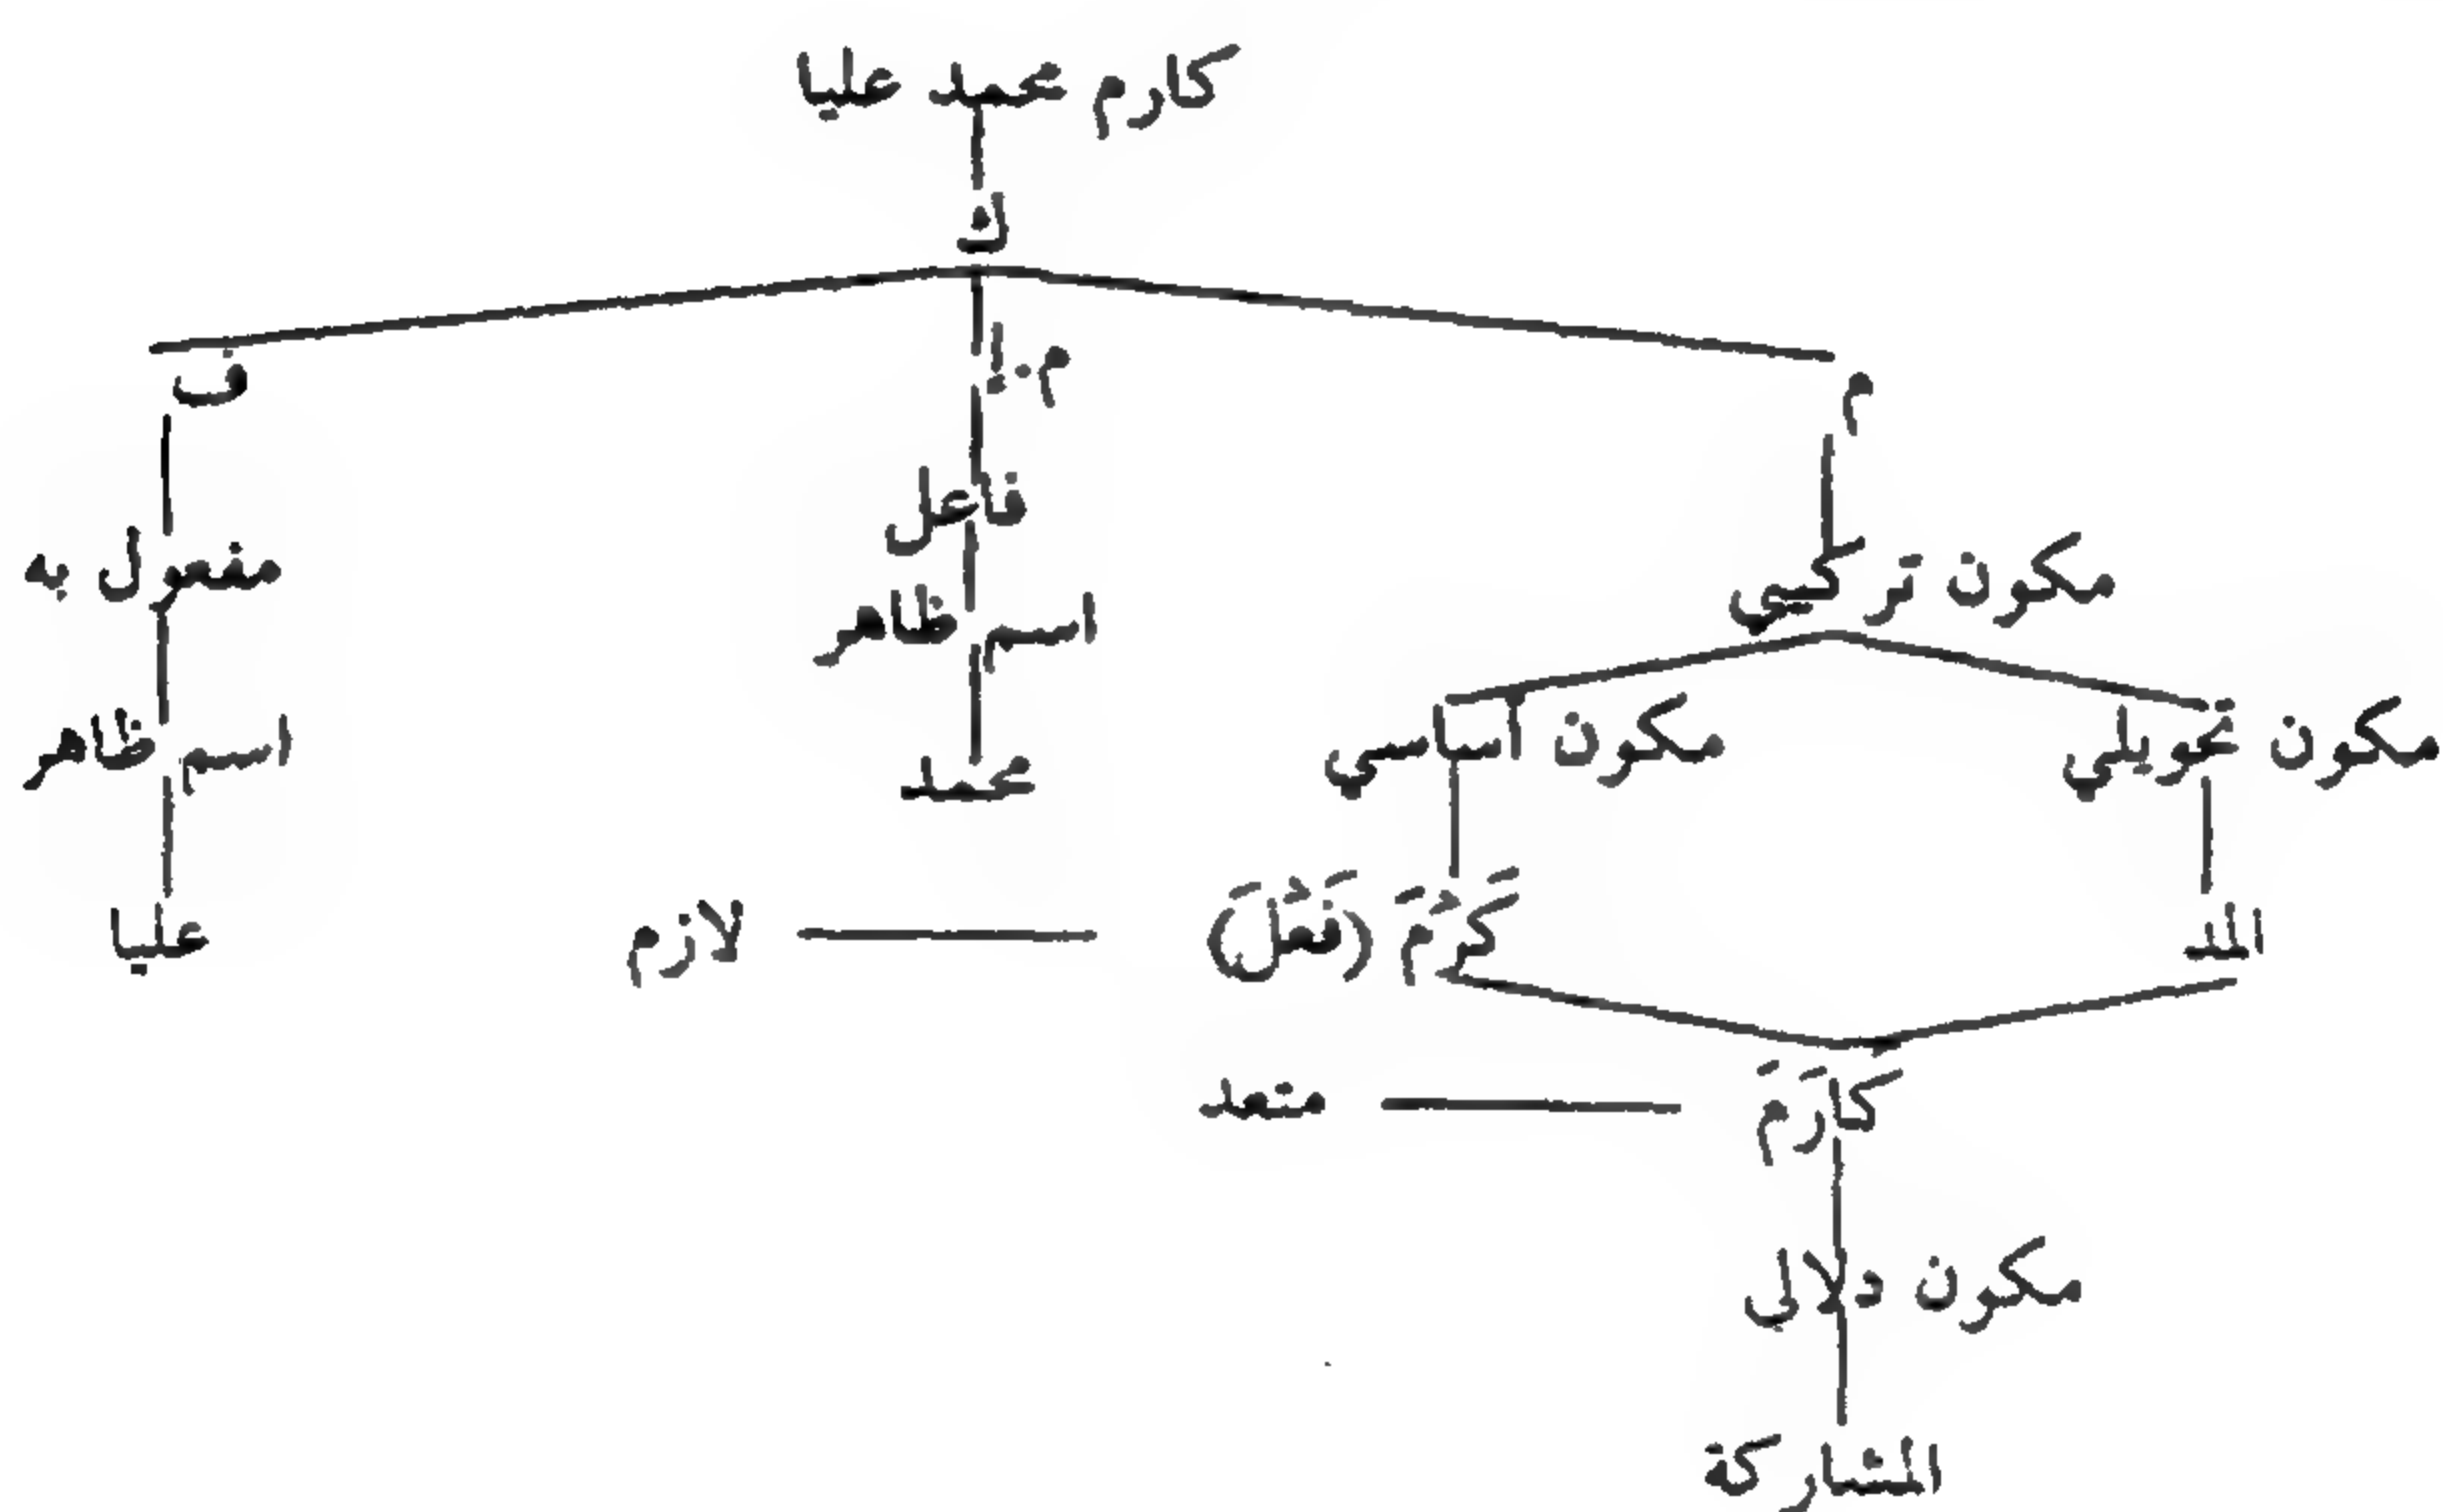 كارم محمد عليا
ك
م
م.إ
ف
مكون تركيبي
فاعل
مفعول به
اسم ظاهر
مكون تحويلي
مكون أساسي
محمد
اسم ظاهر
المد
كَرُمَ (فَعُلَ)
لازم
عليا
كَارَمَ
متعد
مكون دلالي
المشاركة